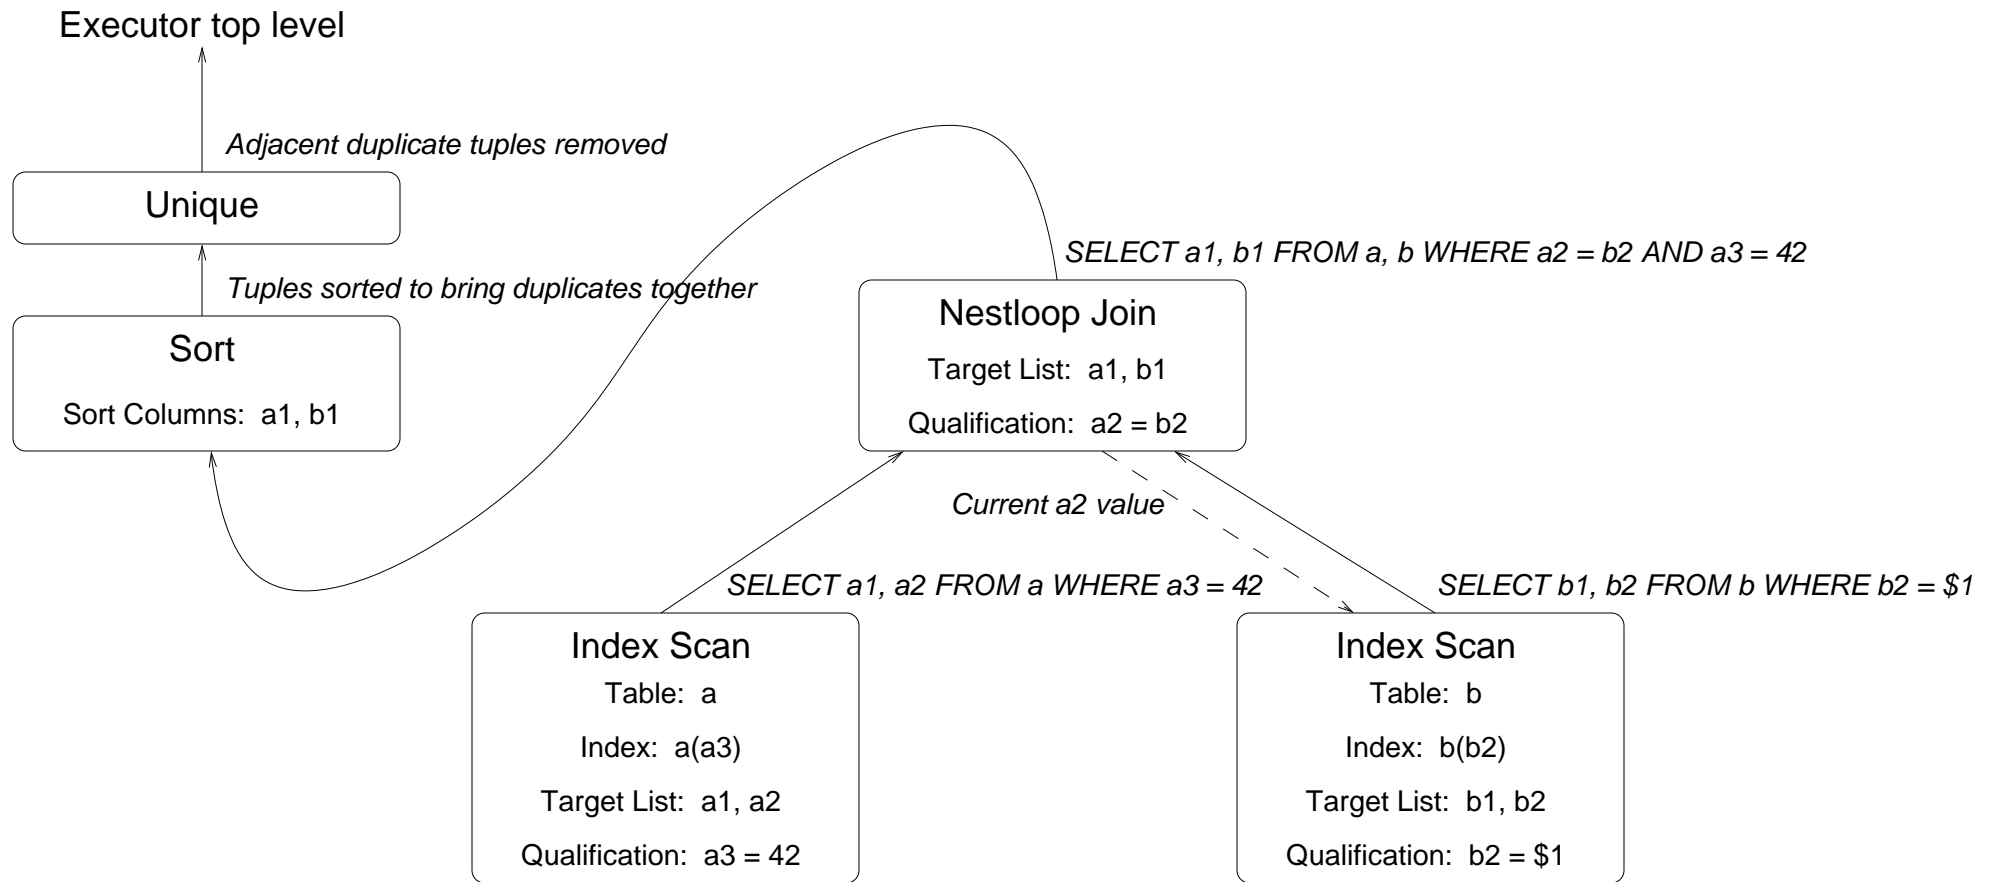 Executor top level
Adjacent duplicate tuples removed
Unique
Tuples sorted to bring duplicates together
Sort
Sort Columns: a1, b1
SELECT a1, b1 FROM a, b WHERE a2 = b2 AND a3 = 42
Nestloop Join
Target List: a1, b1
Qualification: a2 = b2
Current a2 value
SELECT a1, a2 FROM a WHERE a3 = 42
Index Scan
Table: a
Index: a(a3)
Target List: a1, a2
Qualification: a3 = 42
SELECT b1, b2 FROM b WHERE b2 = $1
Index Scan
Table: b
Index: b(b2)
Target List: b1, b2
Qualification: b2 = $1